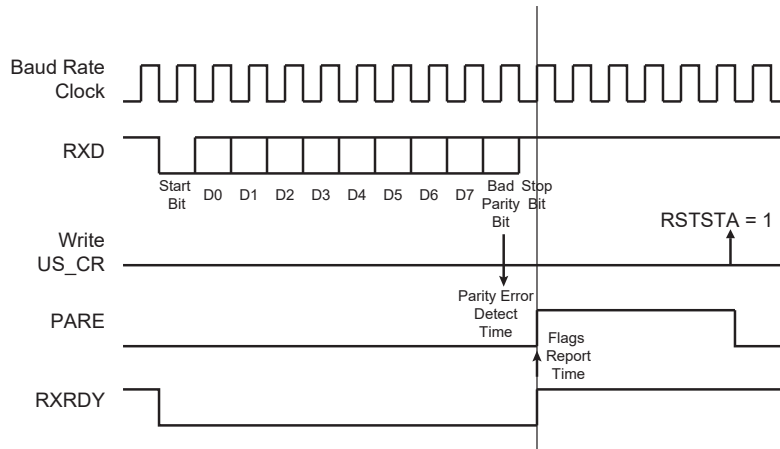 Baud Rate
Clock
RXD
Start
Bit
D0
D1
D2
D3
D4
D5
D6
D7
Bad
Parity
Bit
Stop
Bit
Write
US_CR
RSTSTA = 1
Parity Error
Detect
Time
PARE
Flags
Report
Time
RXRDY